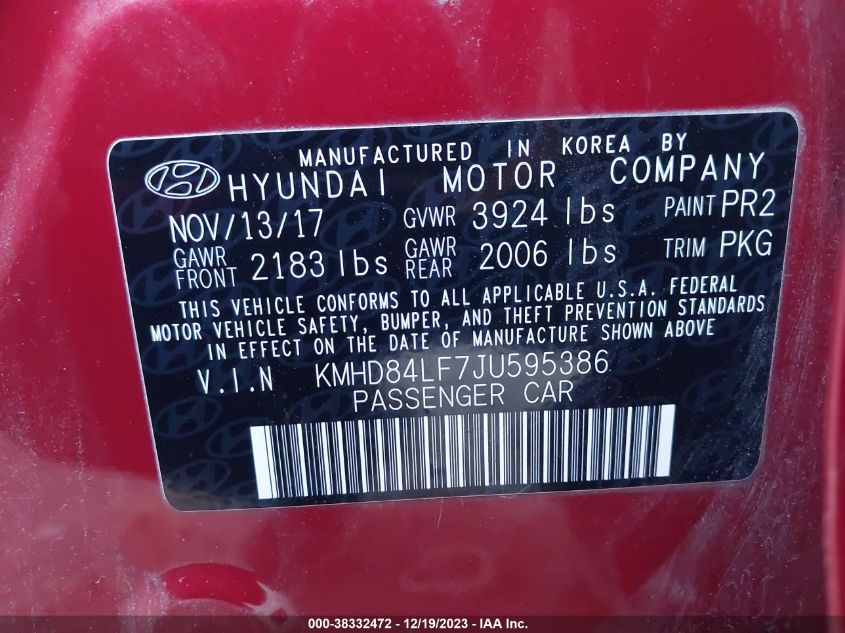 MANUFACTURED IN KOREA BY
HYUNDAI MOTOR COMPANY
NOV/13/17 GVWR 3924 lbs PAINT PR2
GAWR FRONT 2183 lbs GAWR REAR 2006 lbs TRIM PKG
THIS VEHICLE CONFORMS TO ALL APPLICABLE U.S.A. FEDERAL
MOTOR VEHICLE SAFETY, BUMPER, AND THEFT PREVENTION STANDARDS
IN EFFECT ON THE DATE OF MANUFACTURE SHOWN ABOVE
V.I.N KMHD84LF7JU595386
PASSENGER CAR
000-38332472 - 12/19/2023 - IAA Inc.